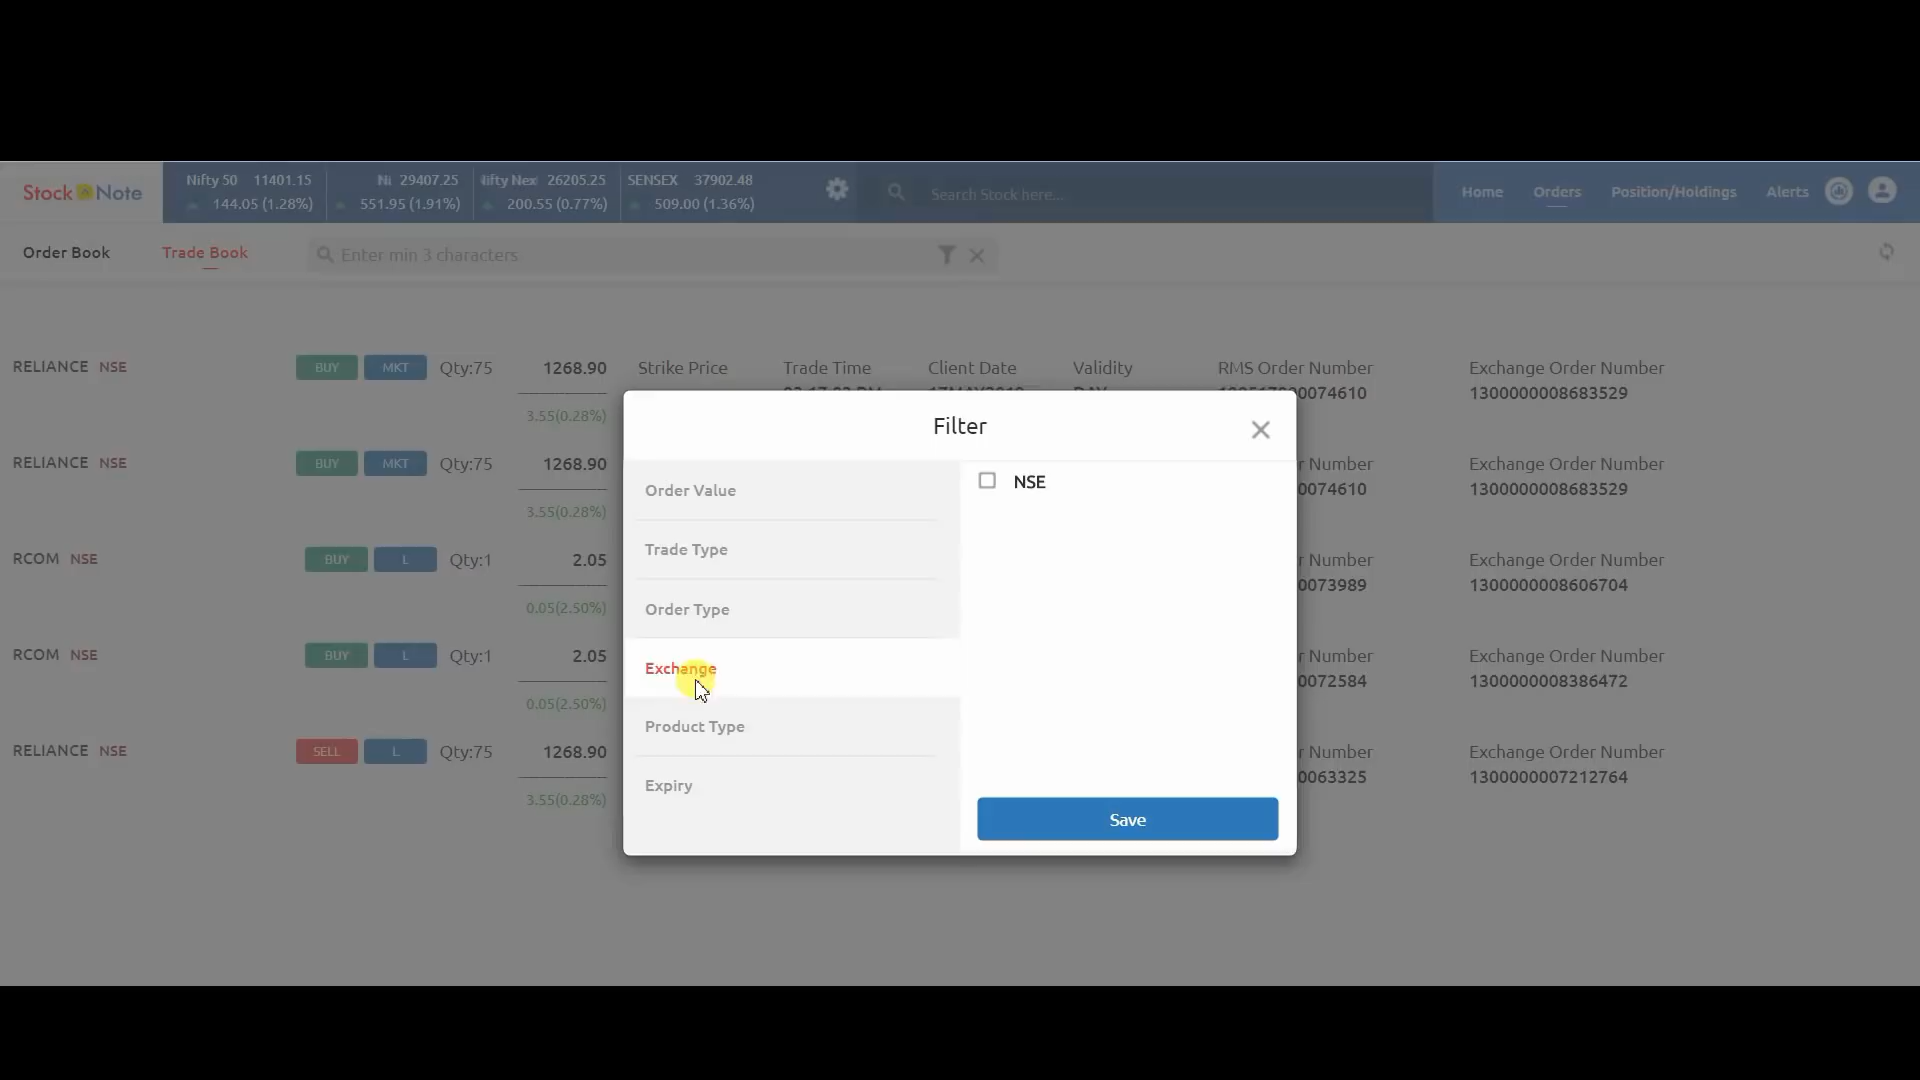 Stock Note
Nifty 50 11401.15
144.05 (1.28%)
Ni 29407.25
551.95 (1.91%)
lifty Nex 26205.25
200.55 (0.77%)
SENSEX 37902.48
509.00 (1.36%)
Search Stock here...
Home Orders Position/Holdings Alerts
Order Book Trade Book
Enter min 3 characters
RELIANCE NSE BUY MKT Qty:75 1268.90 Strike Price Trade Time Client Date Validity RMS Order Number Exchange Order Number
0074610 1300000008683529
3.55(0.28%)
Filter
RELIANCE NSE BUY MKT Qty:75 1268.90 r Number Exchange Order Number
0074610 1300000008683529
3.55(0.28%)
RCOM NSE BUY L Qty:1 2.05 r Number Exchange Order Number
0073989 1300000008606704
0.05(2.50%)
RCOM NSE BUY L Qty:1 2.05 r Number Exchange Order Number
0072584 1300000008386472
0.05(2.50%)
RELIANCE NSE SELL L Qty:75 1268.90 r Number Exchange Order Number
0063325 1300000007212764
3.55(0.28%)
Order Value
Trade Type
Order Type
Exchange
Product Type
Expiry
NSE
Save